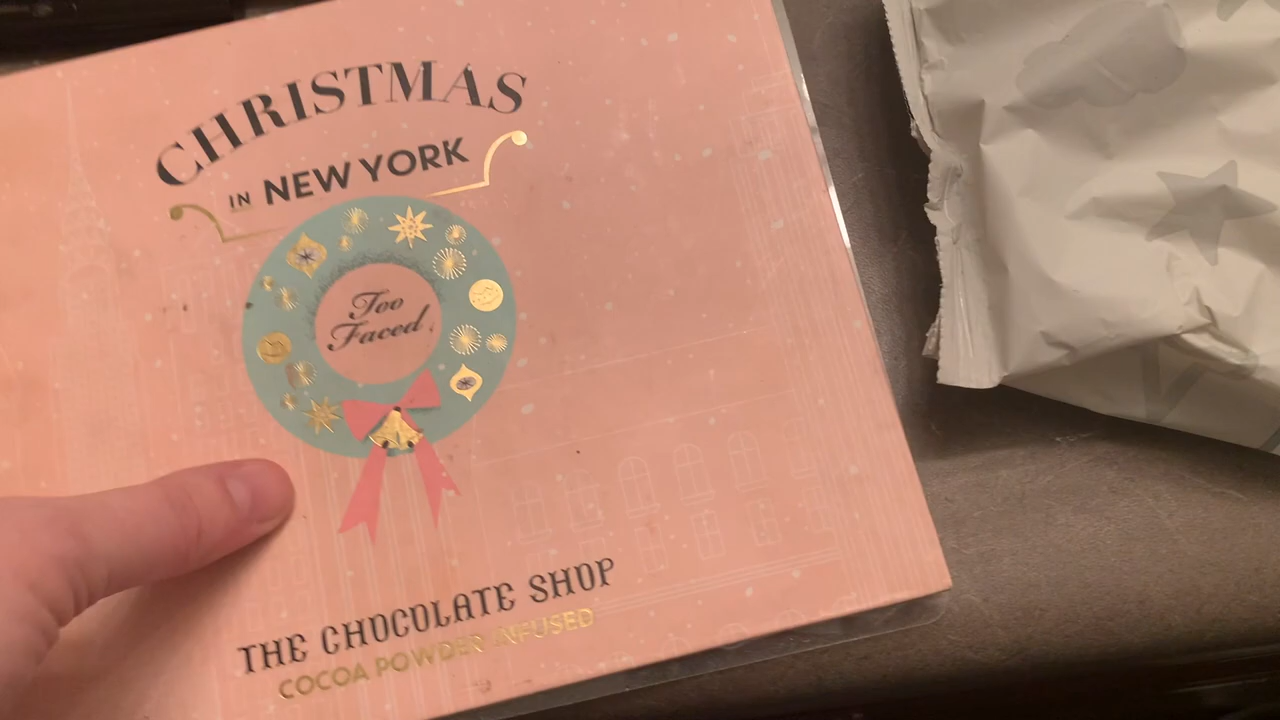 CHRISTMAS
IN NEW YORK
Too
Faced
THE CHOCOLATE SHOP
COCOA POWDER INFUSED